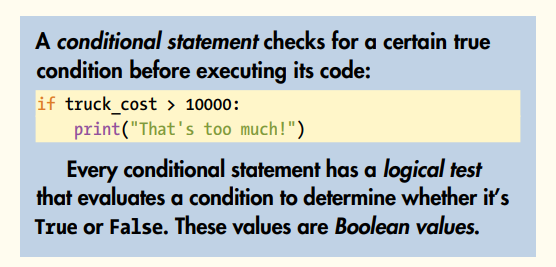 A conditional statement checks for a certain true
condition before executing its code:
if truck_cost > 10000:
    print("That's too much!")
Every conditional statement has a logical test
that evaluates a condition to determine whether it's
True or False. These values are Boolean values.